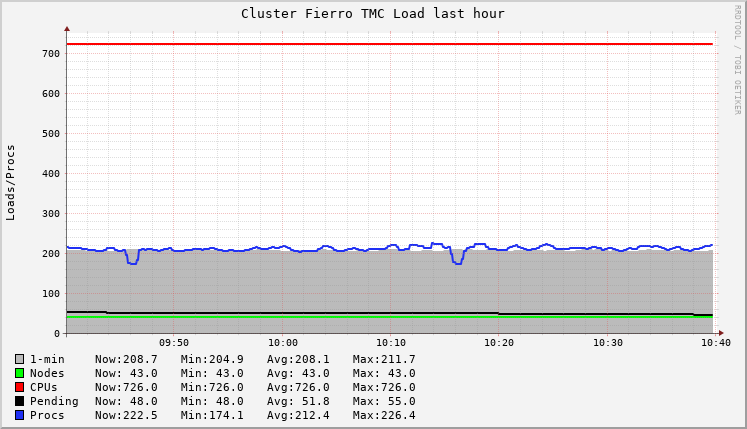 Cluster Fierro TMC Load last hour
RRDTOOL / TOBI OETIKER
Loads/Procs
700
600
500
400
300
200
100
0
09:50 10:00 10:10 10:20 10:30 10:40
1-min Now:208.7 Min:204.9 Avg:208.1 Max:211.7
Nodes Now: 43.0 Min: 43.0 Avg: 43.0 Max: 43.0
CPUs Now:726.0 Min:726.0 Avg:726.0 Max:726.0
Pending Now: 48.0 Min: 48.0 Avg: 51.8 Max: 55.0
Procs Now:222.5 Min:174.1 Avg:212.4 Max:226.4